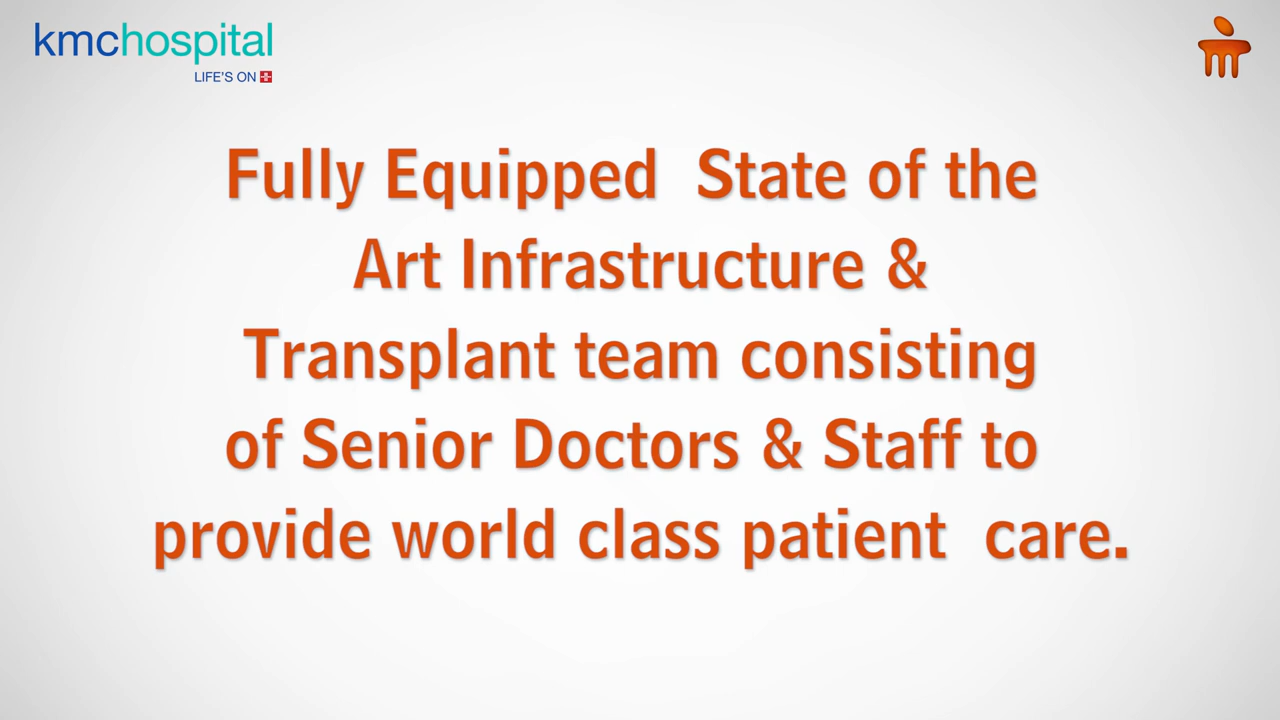 kmchospital
LIFE'S ON
Fully Equipped  State of the
Art Infrastructure &
Transplant team consisting
of Senior Doctors & Staff to
provide world class patient  care.